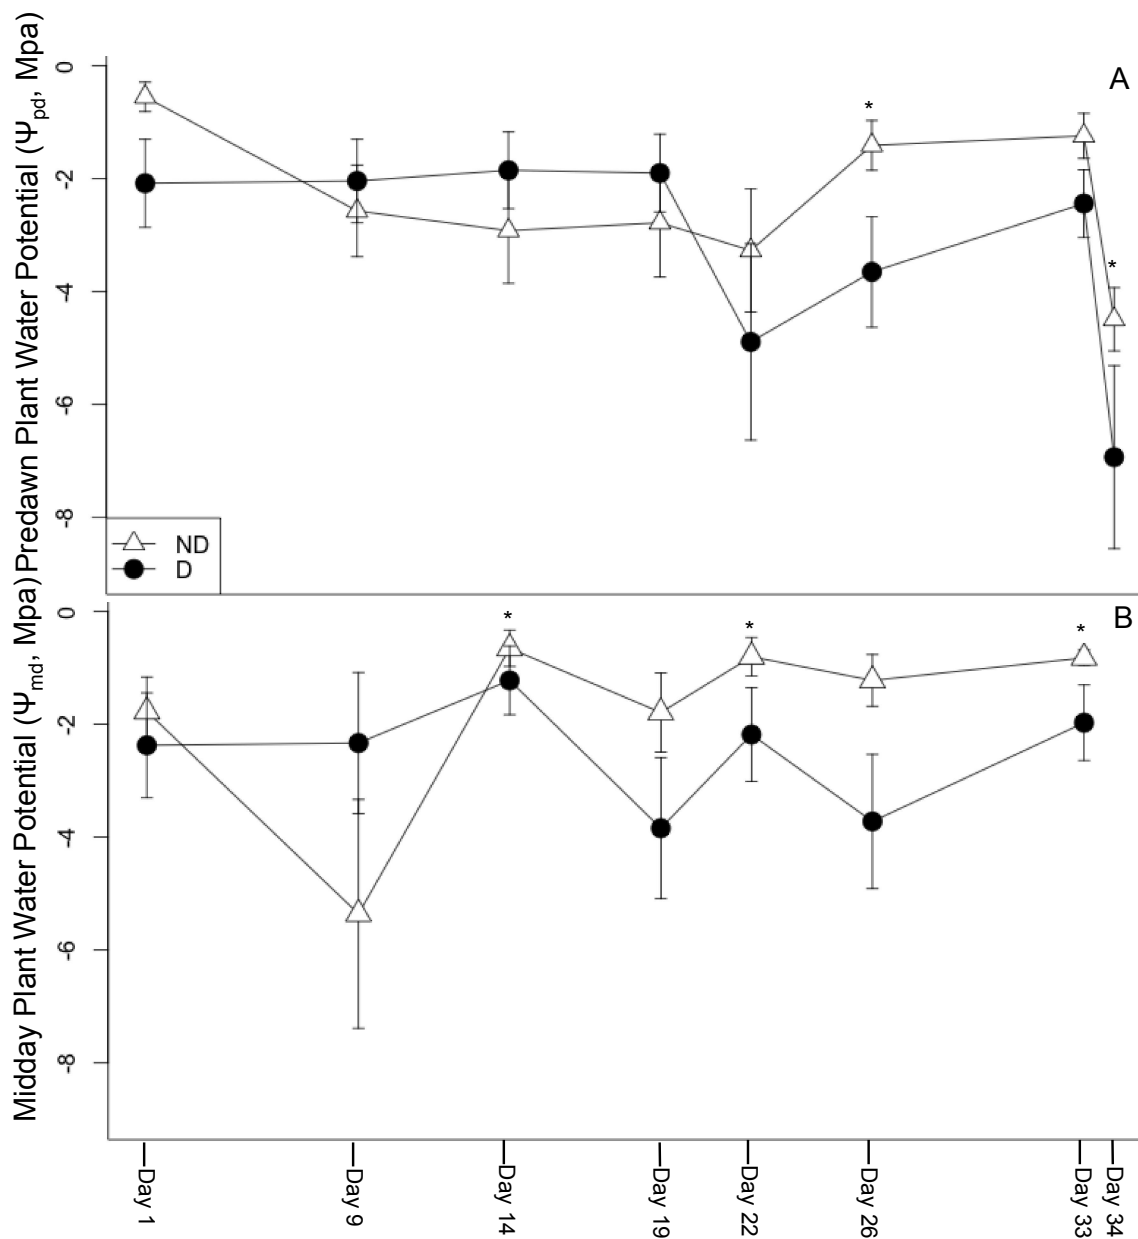 Predawn Plant Water Potential (Ψpd, Mpa)
0
-2
-4
-6
-8
A
*
*
ND
D
Midday Plant Water Potential (Ψmd, Mpa)
0
-2
-4
-6
-8
B
*
*
*
Day 1
Day 9
Day 14
Day 19
Day 22
Day 26
Day 33
Day 34